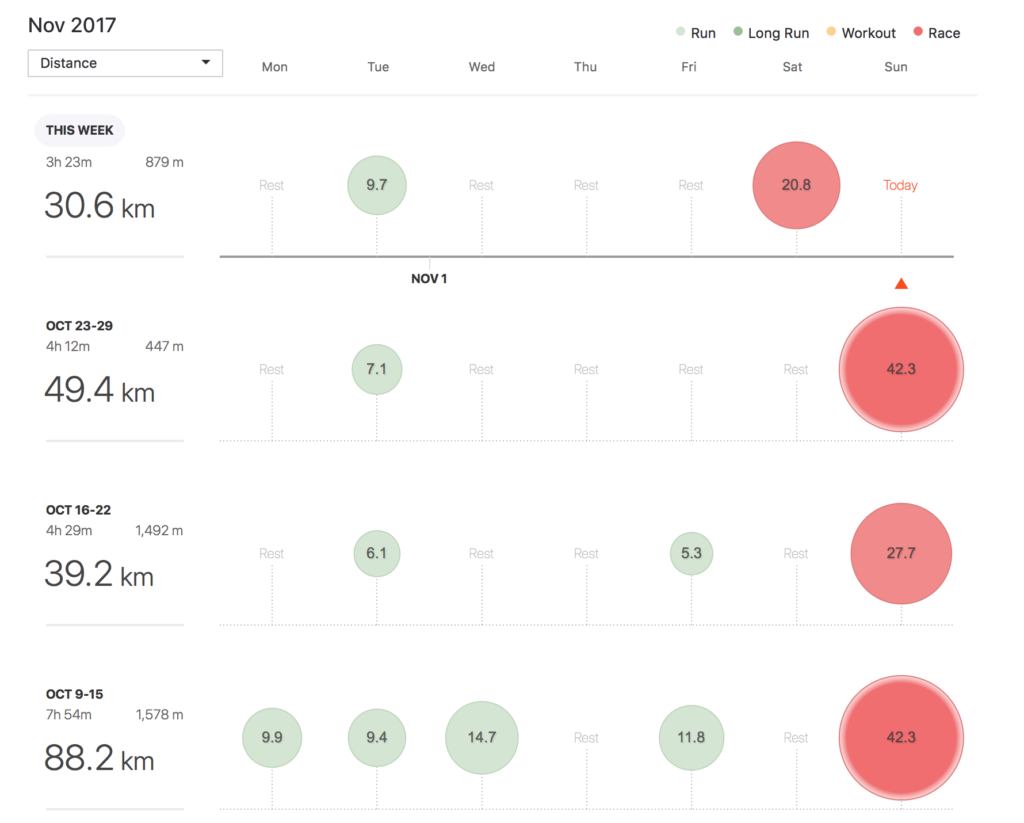 Nov 2017
Run Long Run Workout Race
Distance
Mon Tue Wed Thu Fri Sat Sun
THIS WEEK
3h 23m 879 m
30.6 km
Rest 9.7 Rest Rest Rest 20.8 Today
NOV 1
OCT 23-29
4h 12m 447 m
49.4 km
Rest 7.1 Rest Rest Rest Rest 42.3
OCT 16-22
4h 29m 1,492 m
39.2 km
Rest 6.1 Rest Rest 5.3 Rest 27.7
OCT 9-15
7h 54m 1,578 m
88.2 km
9.9 9.4 14.7 Rest 11.8 Rest 42.3